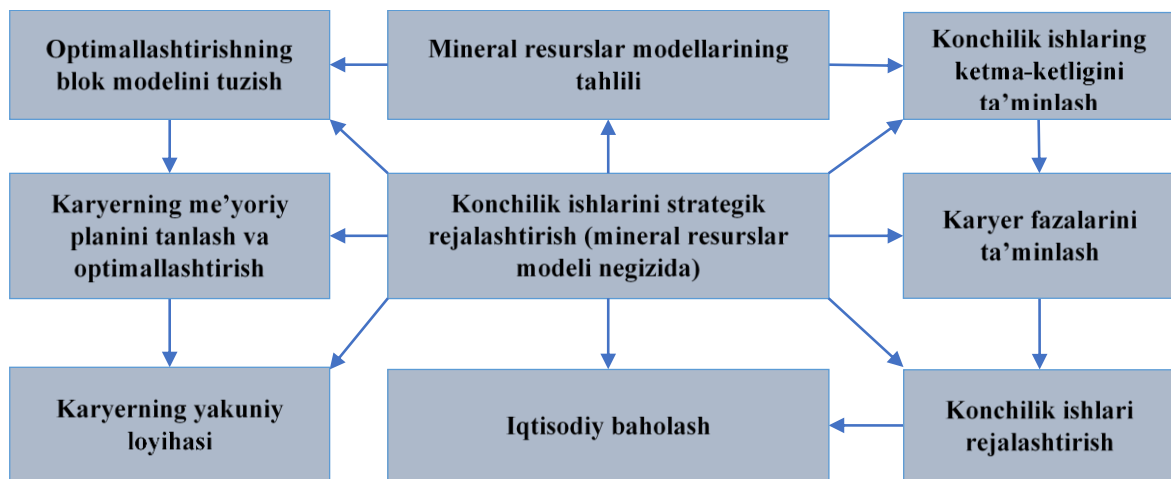 Optimallashtirishning
blok modelini tuzish
Mineral resurslar modellarining
tahlili
Konchilik ishlaring
ketma-ketligini
ta’minlash
Karyerning me’yoriy
planini tanlash va
optimallashtirish
Konchilik ishlarini strategik
rejalashtirish (mineral resurslar
modeli negizida)
Karyer fazalarini
ta’minlash
Karyerning yakuniy
loyihasi
Iqtisodiy baholash
Konchilik ishlari
rejalashtirish